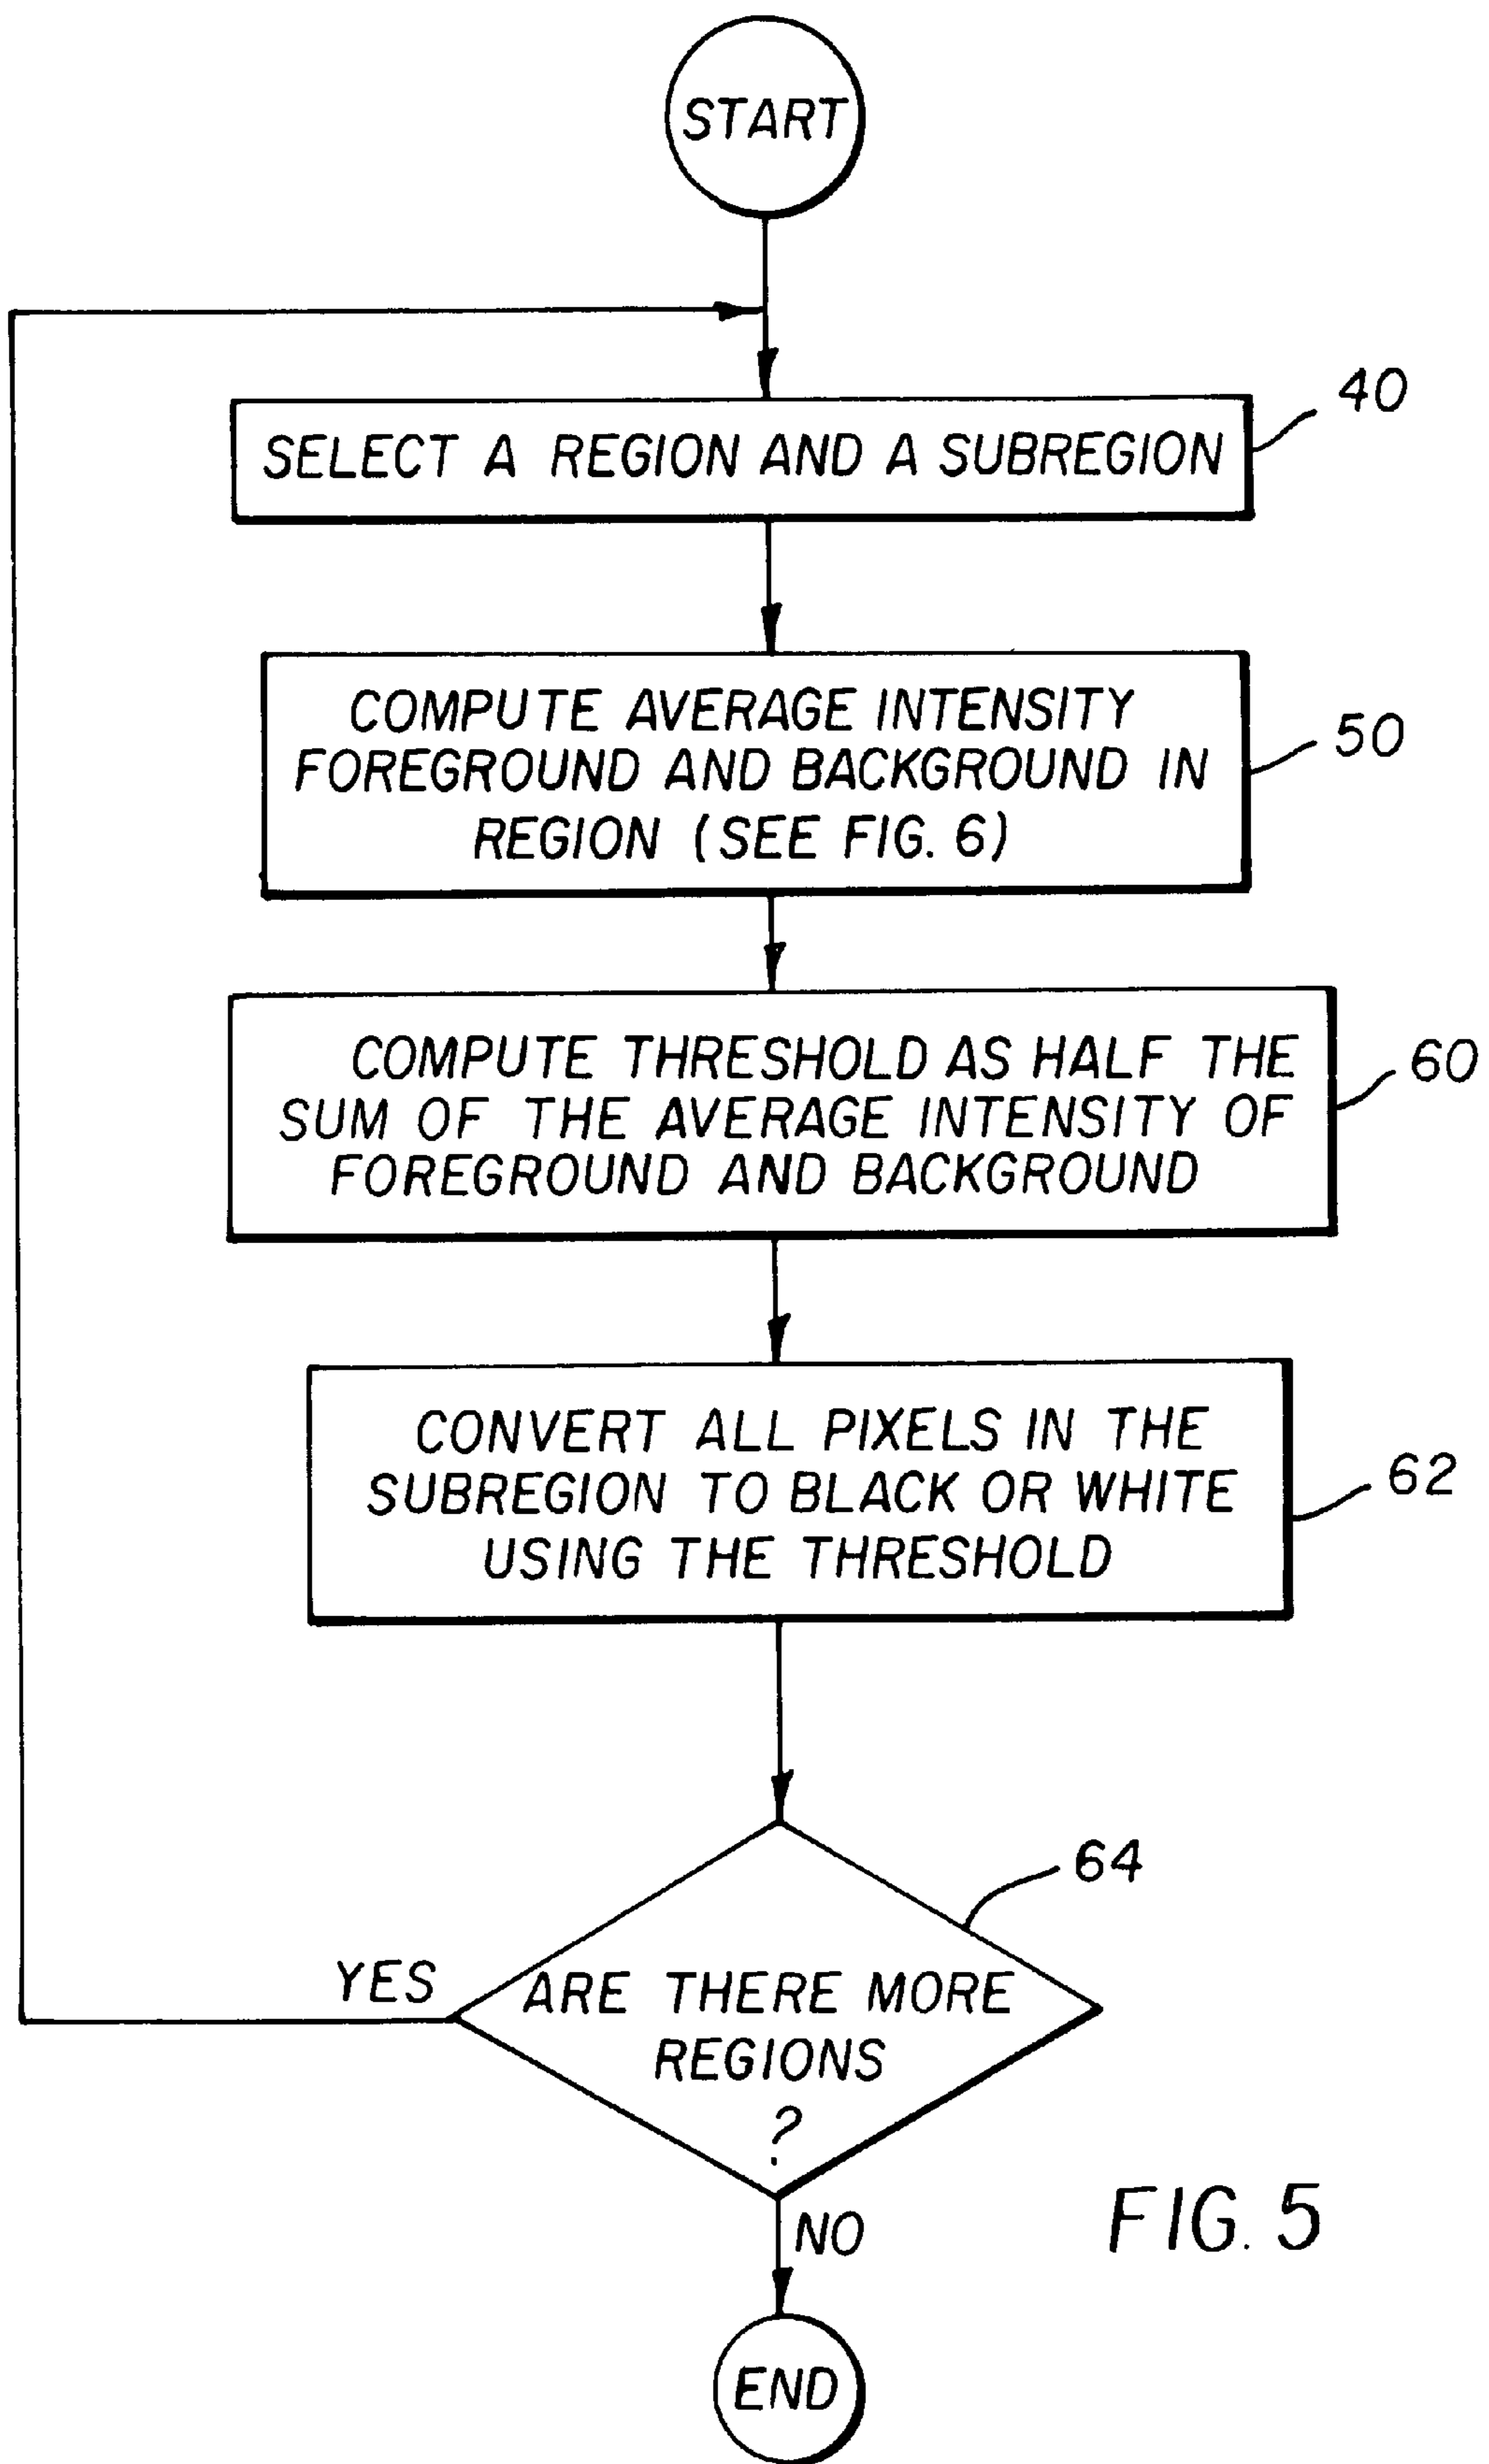 START
40
SELECT A REGION AND A SUBREGION
COMPUTE AVERAGE INTENSITY
FOREGROUND AND BACKGROUND IN
REGION (SEE FIG. 6)
50
COMPUTE THRESHOLD AS HALF THE
SUM OF THE AVERAGE INTENSITY OF
FOREGROUND AND BACKGROUND
60
CONVERT ALL PIXELS IN THE
SUBREGION TO BLACK OR WHITE
USING THE THRESHOLD
62
64
YES
ARE THERE MORE
REGIONS
?
NO
FIG. 5
END